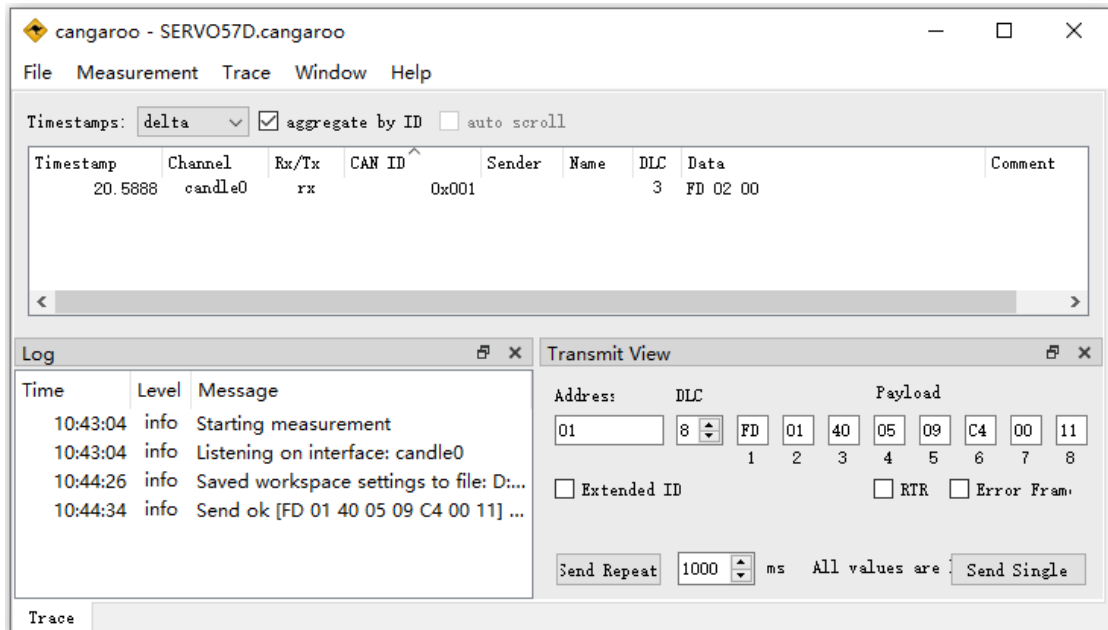 cangaroo - SERVO57D.cangaroo
File Measurement Trace Window Help
Timestamps: delta aggregate by ID auto scroll
Timestamp Channel Rx/Tx CAN ID Sender Name DLC Data Comment
20.5888 candle0 rx 0x001 3 FD 02 00
Log
Time Level Message
10:43:04 info Starting measurement
10:43:04 info Listening on interface: candle0
10:44:26 info Saved workspace settings to file: D:...
10:44:34 info Send ok [FD 01 40 05 09 C4 00 11] ...
Transmit View
Address DLC Payload
01 8 FD 01 40 05 09 C4 00 11
1 2 3 4 5 6 7 8
Extended ID RTR Error Fram
Send Repeat 1000 ms All values are Send Single
Trace